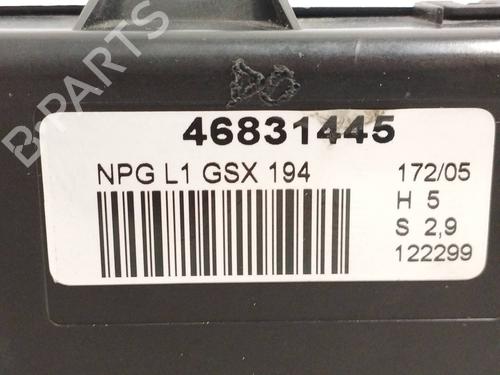 B-PARTS
46831445
NPG L1 GSX 194
172/05
H 5
S 2,9
122299